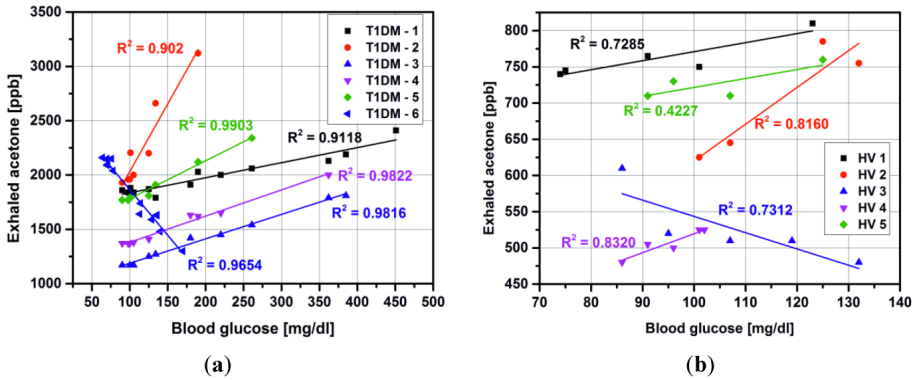 (a)
3500
3000
2500
2000
1500
1000
Exhaled acetone [ppb]
50 100 150 200 250 300 350 400 450 500
Blood glucose [mg/dl]
T1DM - 1
T1DM - 2
T1DM - 3
T1DM - 4
T1DM - 5
T1DM - 6
R² = 0.902
R² = 0.9903
R² = 0.9118
R² = 0.9822
R² = 0.9816
R² = 0.9654
(b)
800
750
700
650
600
550
500
450
Exhaled acetone [ppb]
70 80 90 100 110 120 130 140
Blood glucose [mg/dl]
R² = 0.7285
R² = 0.4227
R² = 0.8160
R² = 0.7312
R² = 0.8320
HV 1
HV 2
HV 3
HV 4
HV 5
(a)
(b)